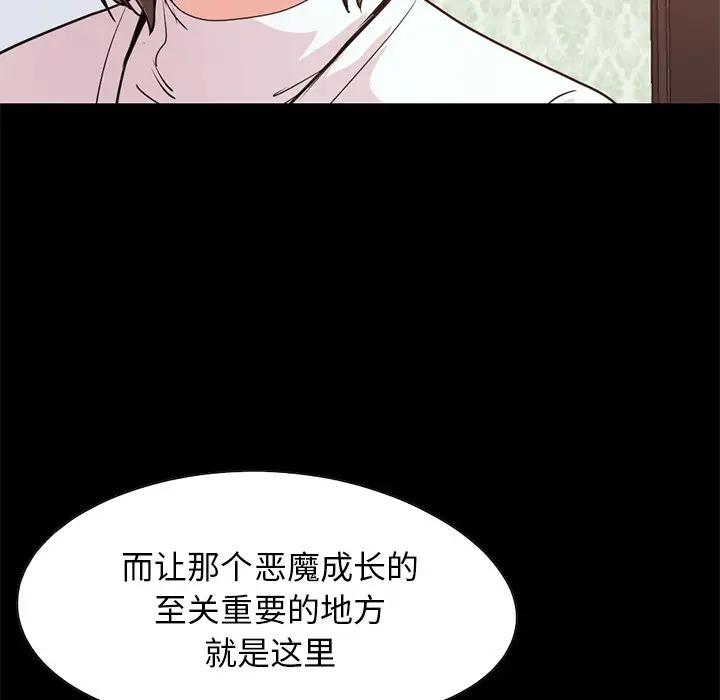 而让那个恶魔成长的
至关重要的地方
就是这里